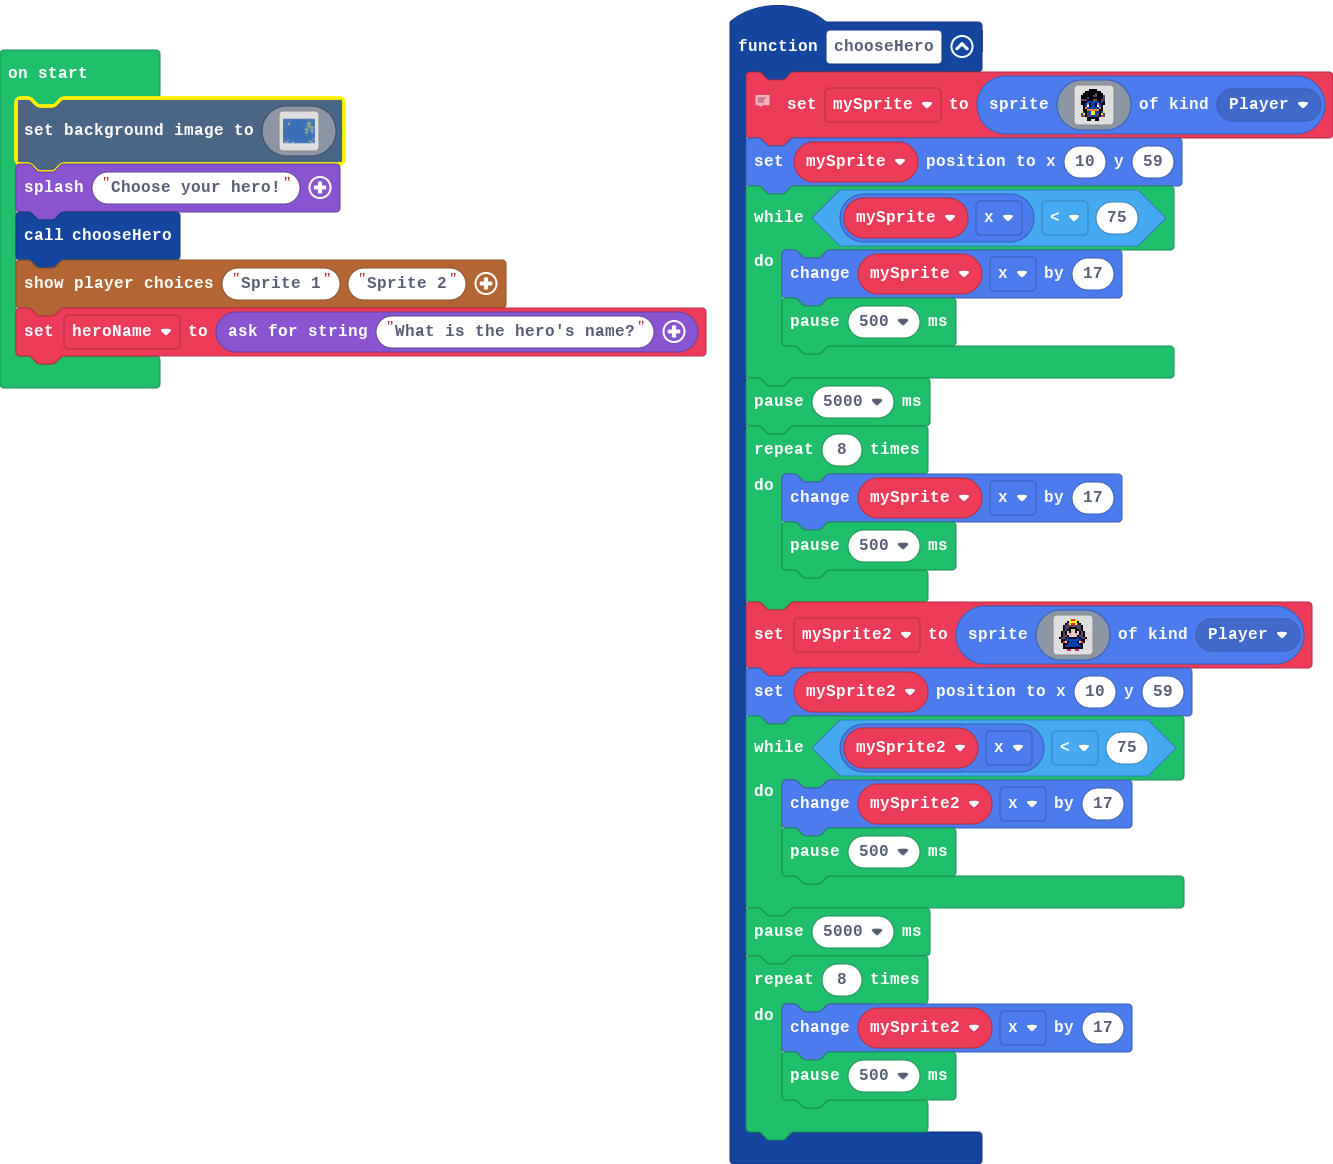 on start
set background image to
splash "Choose your hero!"
call chooseHero
show player choices "Sprite 1" "Sprite 2"
set heroName to ask for string "What is the hero's name?"
function chooseHero
set mySprite to sprite of kind Player
set mySprite position to x 10 y 59
while mySprite x < 75
do
change mySprite x by 17
pause 500 ms
pause 5000 ms
repeat 8 times
do
change mySprite x by 17
pause 500 ms
set mySprite2 to sprite of kind Player
set mySprite2 position to x 10 y 59
while mySprite2 x < 75
do
change mySprite2 x by 17
pause 500 ms
pause 5000 ms
repeat 8 times
do
change mySprite2 x by 17
pause 500 ms